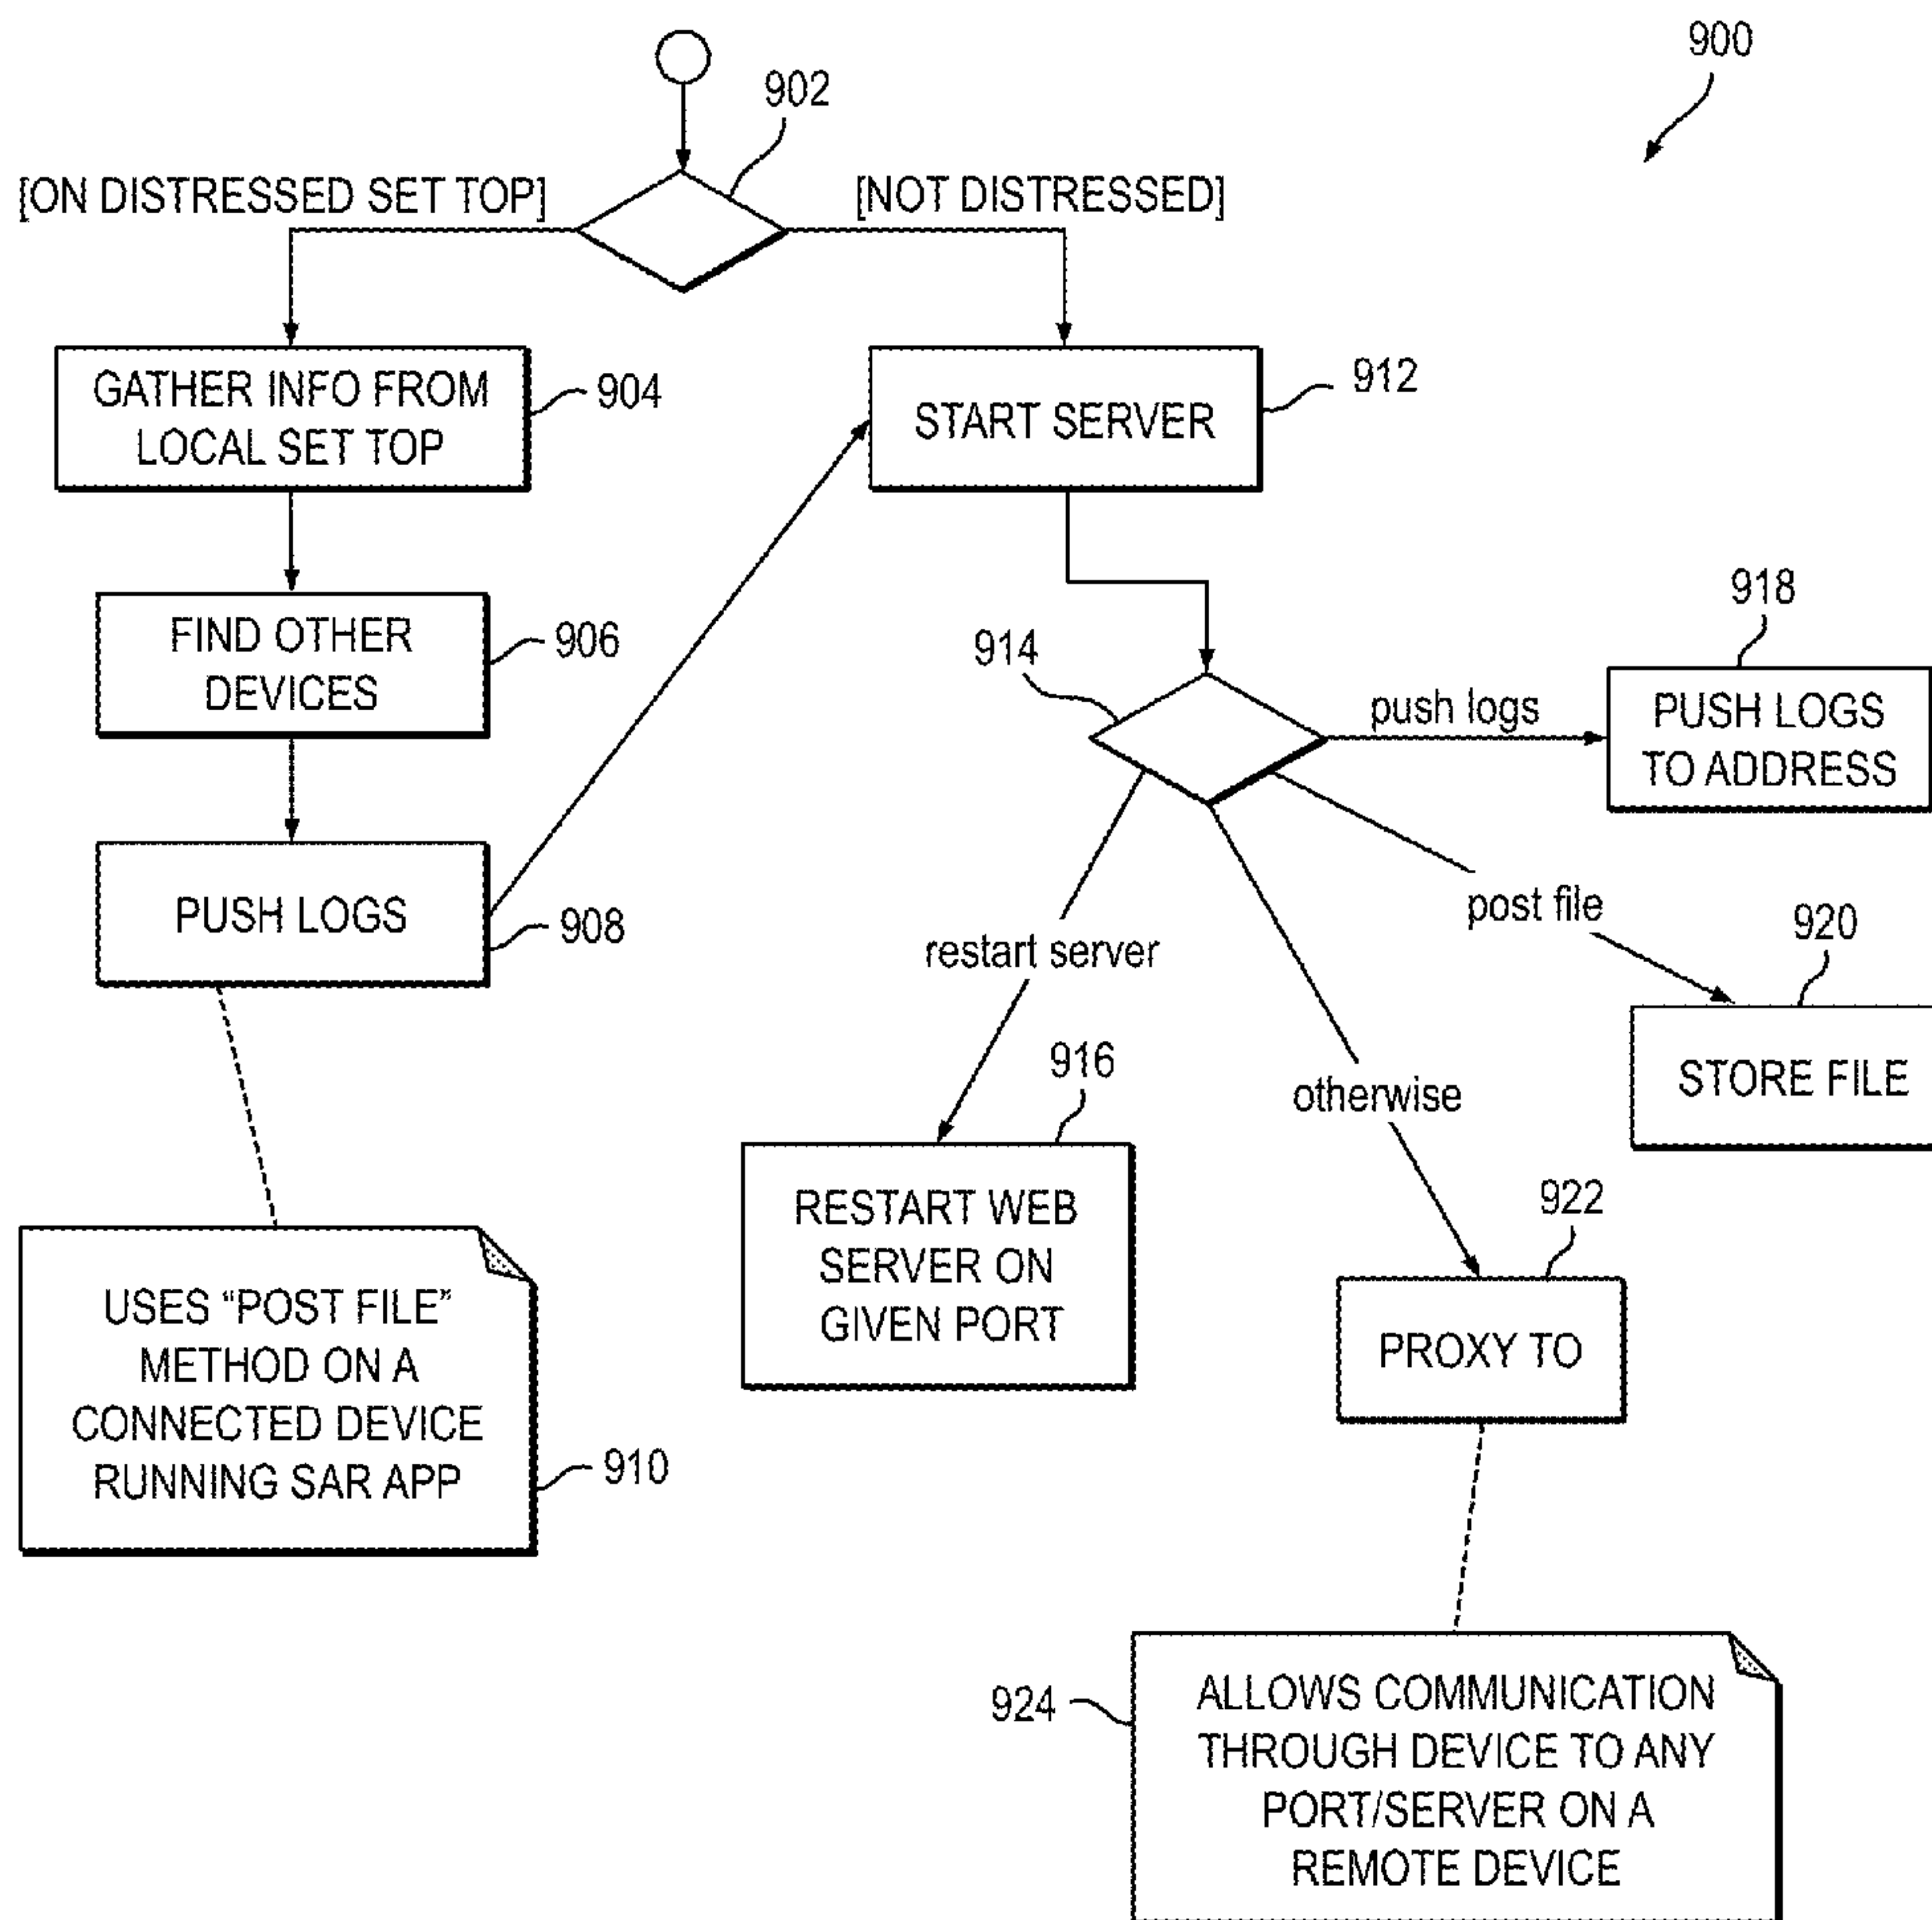 900
902
[ON DISTRESSED SET TOP]
[NOT DISTRESSED]
GATHER INFO FROM
LOCAL SET TOP
904
START SERVER
912
FIND OTHER
DEVICES
906
914
push logs
918
PUSH LOGS
TO ADDRESS
PUSH LOGS
908
restart server
post file
920
STORE FILE
otherwise
916
RESTART WEB
SERVER ON
GIVEN PORT
922
PROXY TO
USES “POST FILE”
METHOD ON A
CONNECTED DEVICE
RUNNING SAR APP
910
924
ALLOWS COMMUNICATION
THROUGH DEVICE TO ANY
PORT/SERVER ON A
REMOTE DEVICE